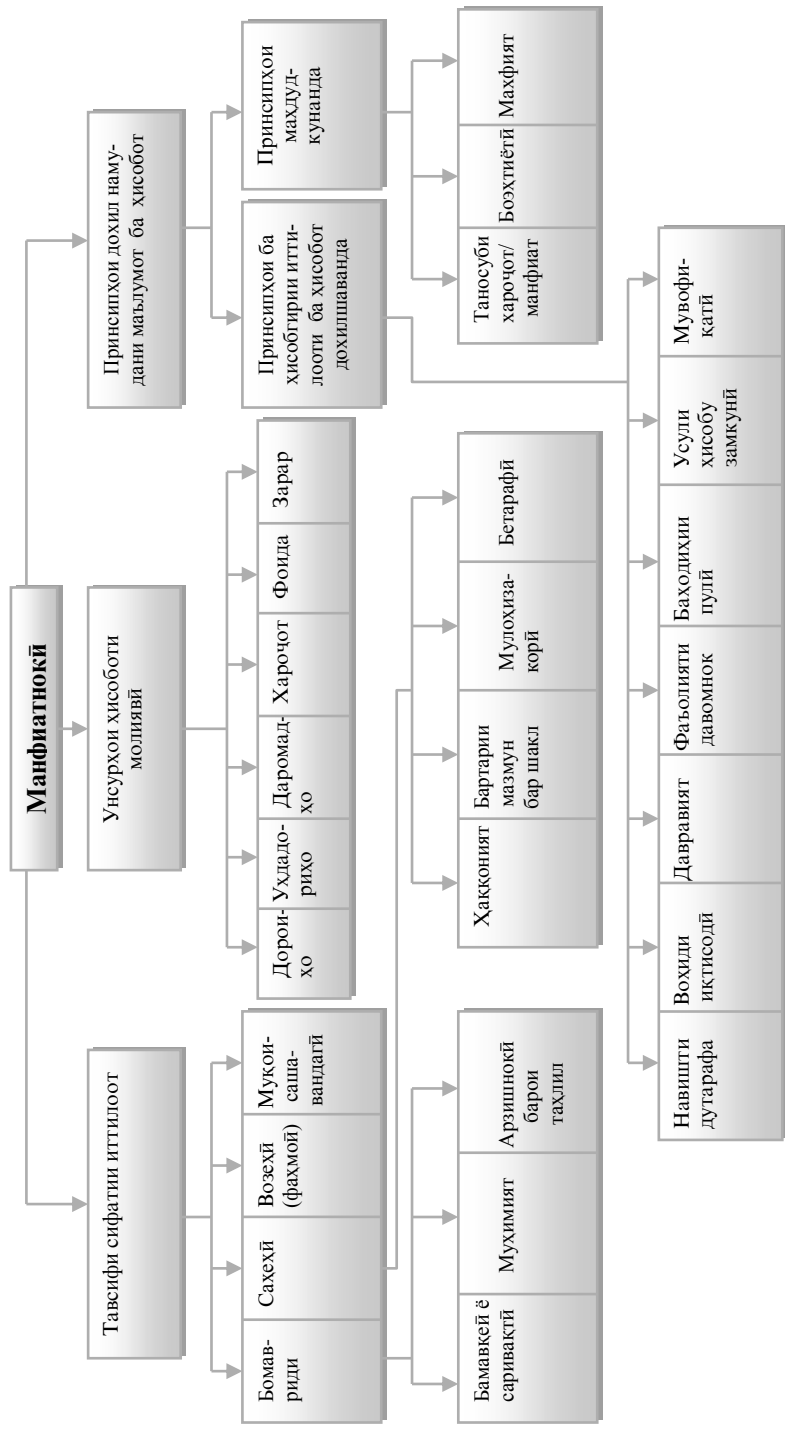 Манфиатнокӣ
Тавсифи сифатии иттилоот
Унсурҳои ҳисоботи
молиявӣ
Принсипҳои дохил наму-
дани маълумот ба ҳисобот
Бомав-
риди
Саҳеҳӣ
Возеҳӣ
(фаҳмоӣ)
Муқои-
саша-
вандагӣ
Дорои-
ҳо
Уҳдадо-
риҳо
Даромад-
ҳо
Хароҷот
Фоида
Зарар
Принсипҳои ба
ҳисобгирии итти-
лооти ба ҳисобот
дохилшаванда
Принсипҳои
маҳдуд-
кунанда
Бамавқеӣ ё
саривақтӣ
Муҳимият
Арзишнокӣ
барои
таҳлил
Ҳаққоният
Бартарии
мазмун
бар шакл
Мулоҳиза-
корӣ
Бетарафӣ
Таносуби
хароҷот/
манфиат
Боэҳтиётӣ
Махфият
Навишти
дутарафа
Воҳиди
иқтисодӣ
Давравият
Фаъолияти
давомнок
Баҳодиҳии
пулӣ
Усули
ҳисобу
замкунӣ
Мувофи-
қатӣ